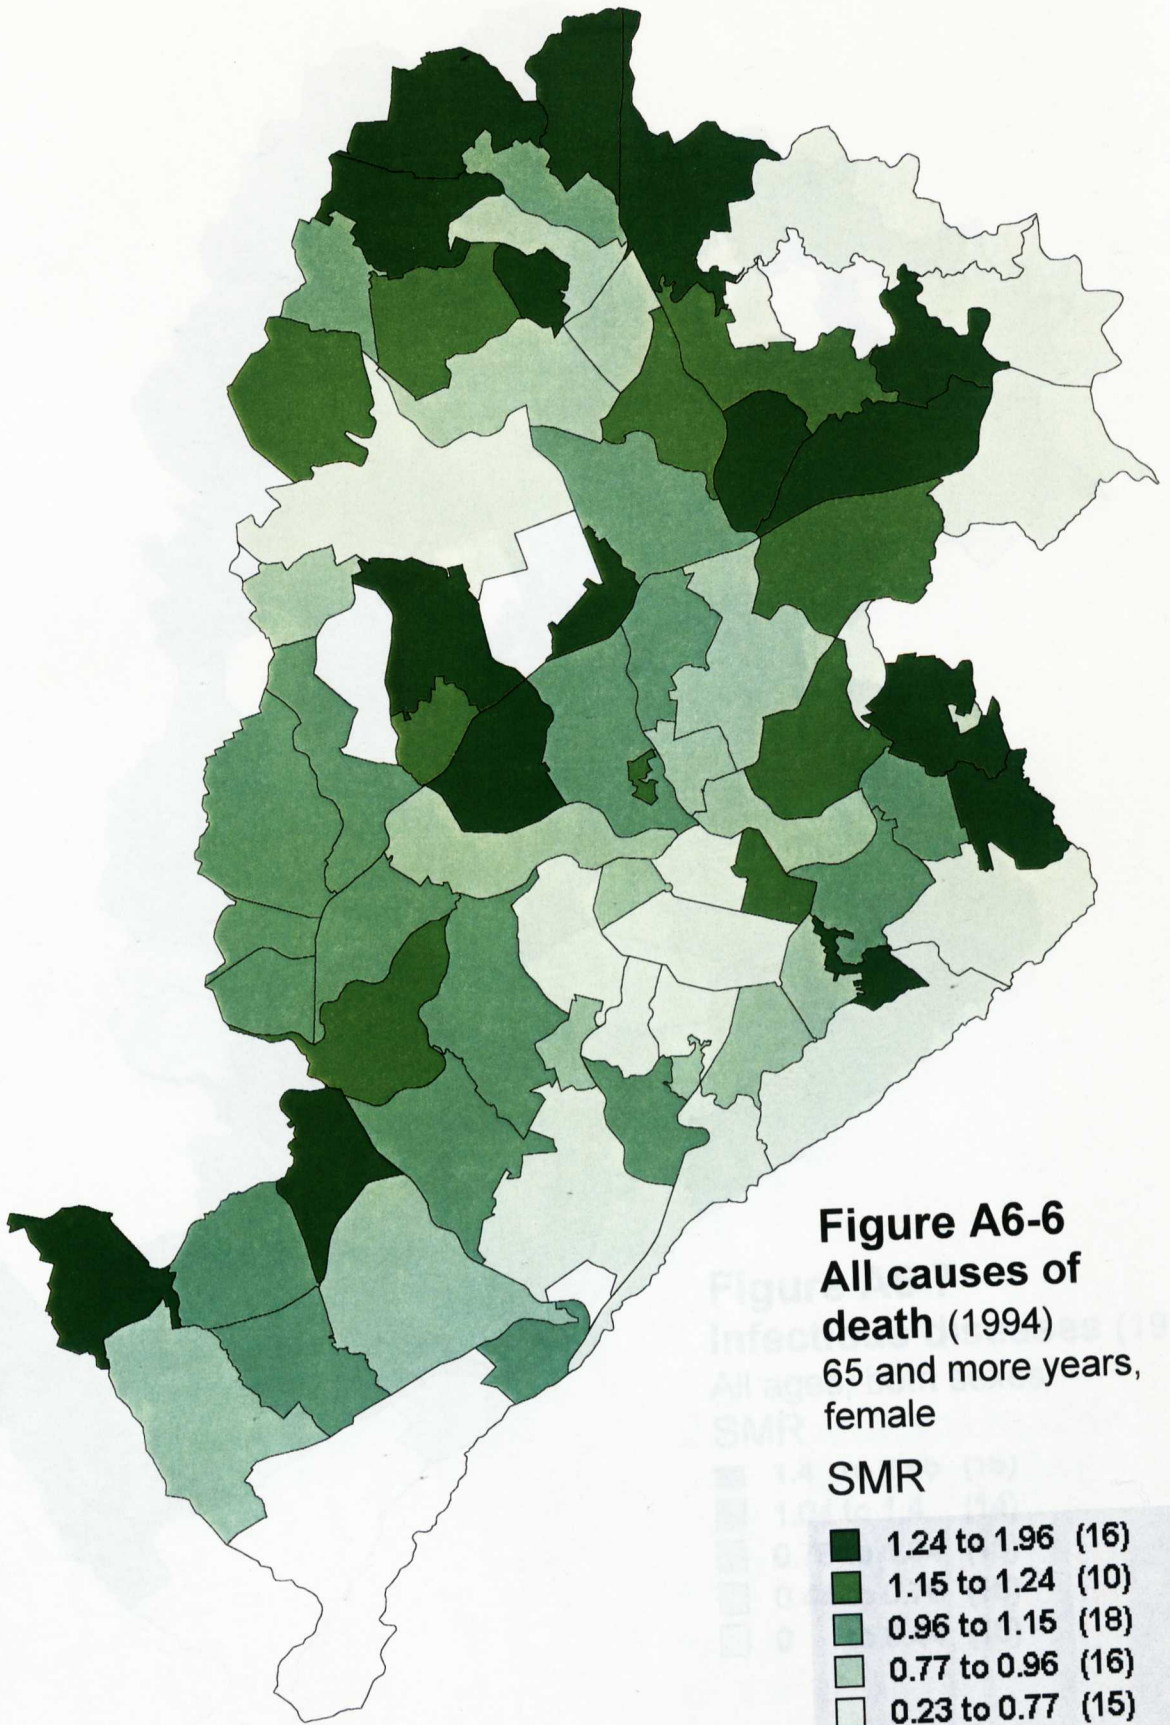 Figure A6-6
All causes of
death (1994)
65 and more years,
female
SMR
1.24 to 1.96 (16)
1.15 to 1.24 (10)
0.96 to 1.15 (18)
0.77 to 0.96 (16)
0.23 to 0.77 (15)